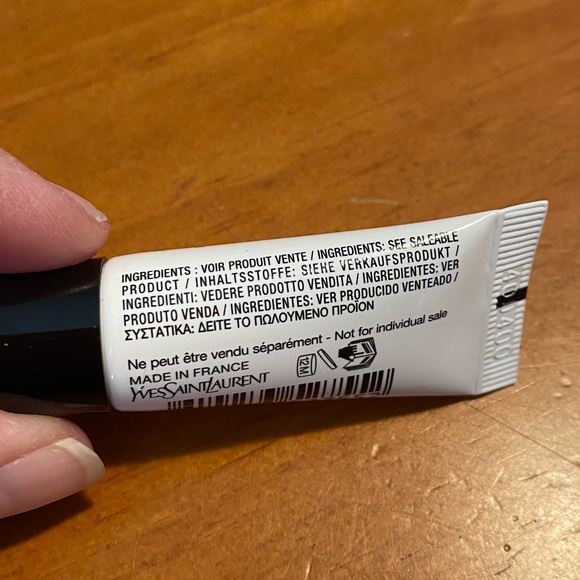 INGREDIENTS : VOIR PRODUIT VENTE / INGREDIENTS: SEE SALEABLE
PRODUCT / INHALTSSTOFFE: SIEHE VERKAUFSPRODUKT /
INGREDIENTI: VEDERE PRODOTTO VENDITA / INGREDIENTES: VER
PRODUTO VENDA / INGREDIENTES: VER PRODUCIDO VENTEADO /
ΣΥΣΤΑΤΙΚΑ: ΔΕΙΤΕ ΤΟ ΠΩΛΟΥΜΕΝΟ ΠΡΟΪΟΝ
Ne peut être vendu séparément - Not for individual sale
MADE IN FRANCE
12 M
YVESSAINTLAURENT